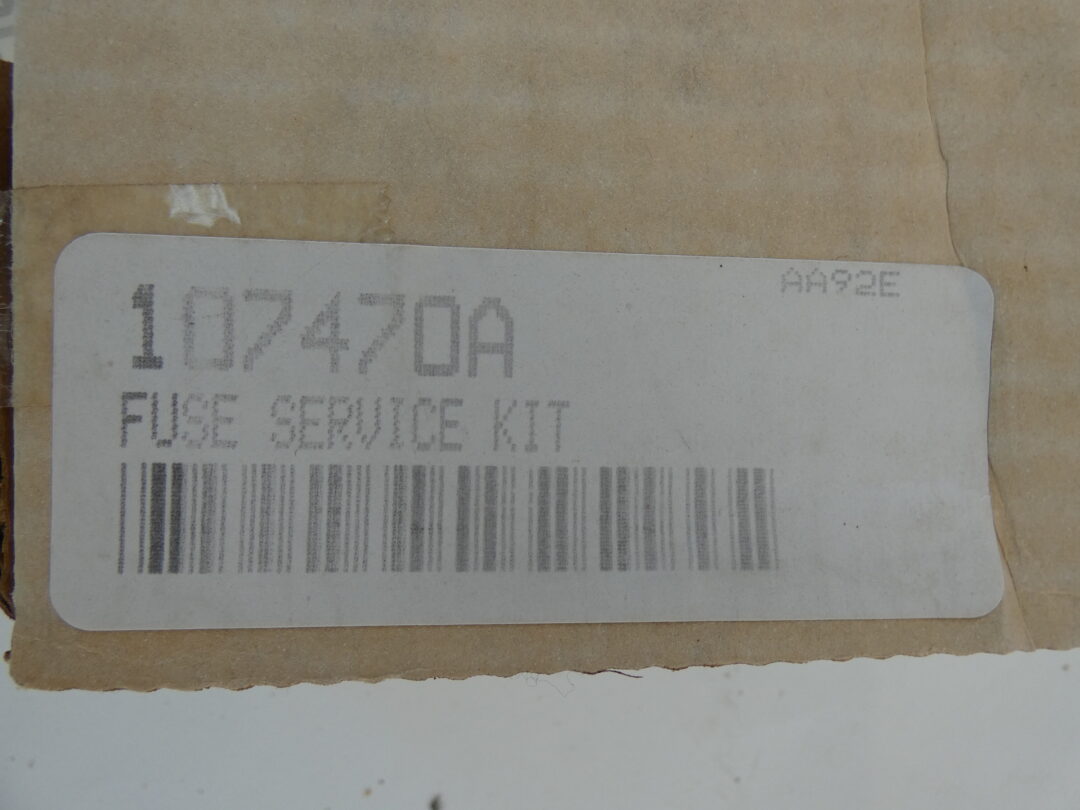 AA92E
107470A
FUSE SERVICE KIT